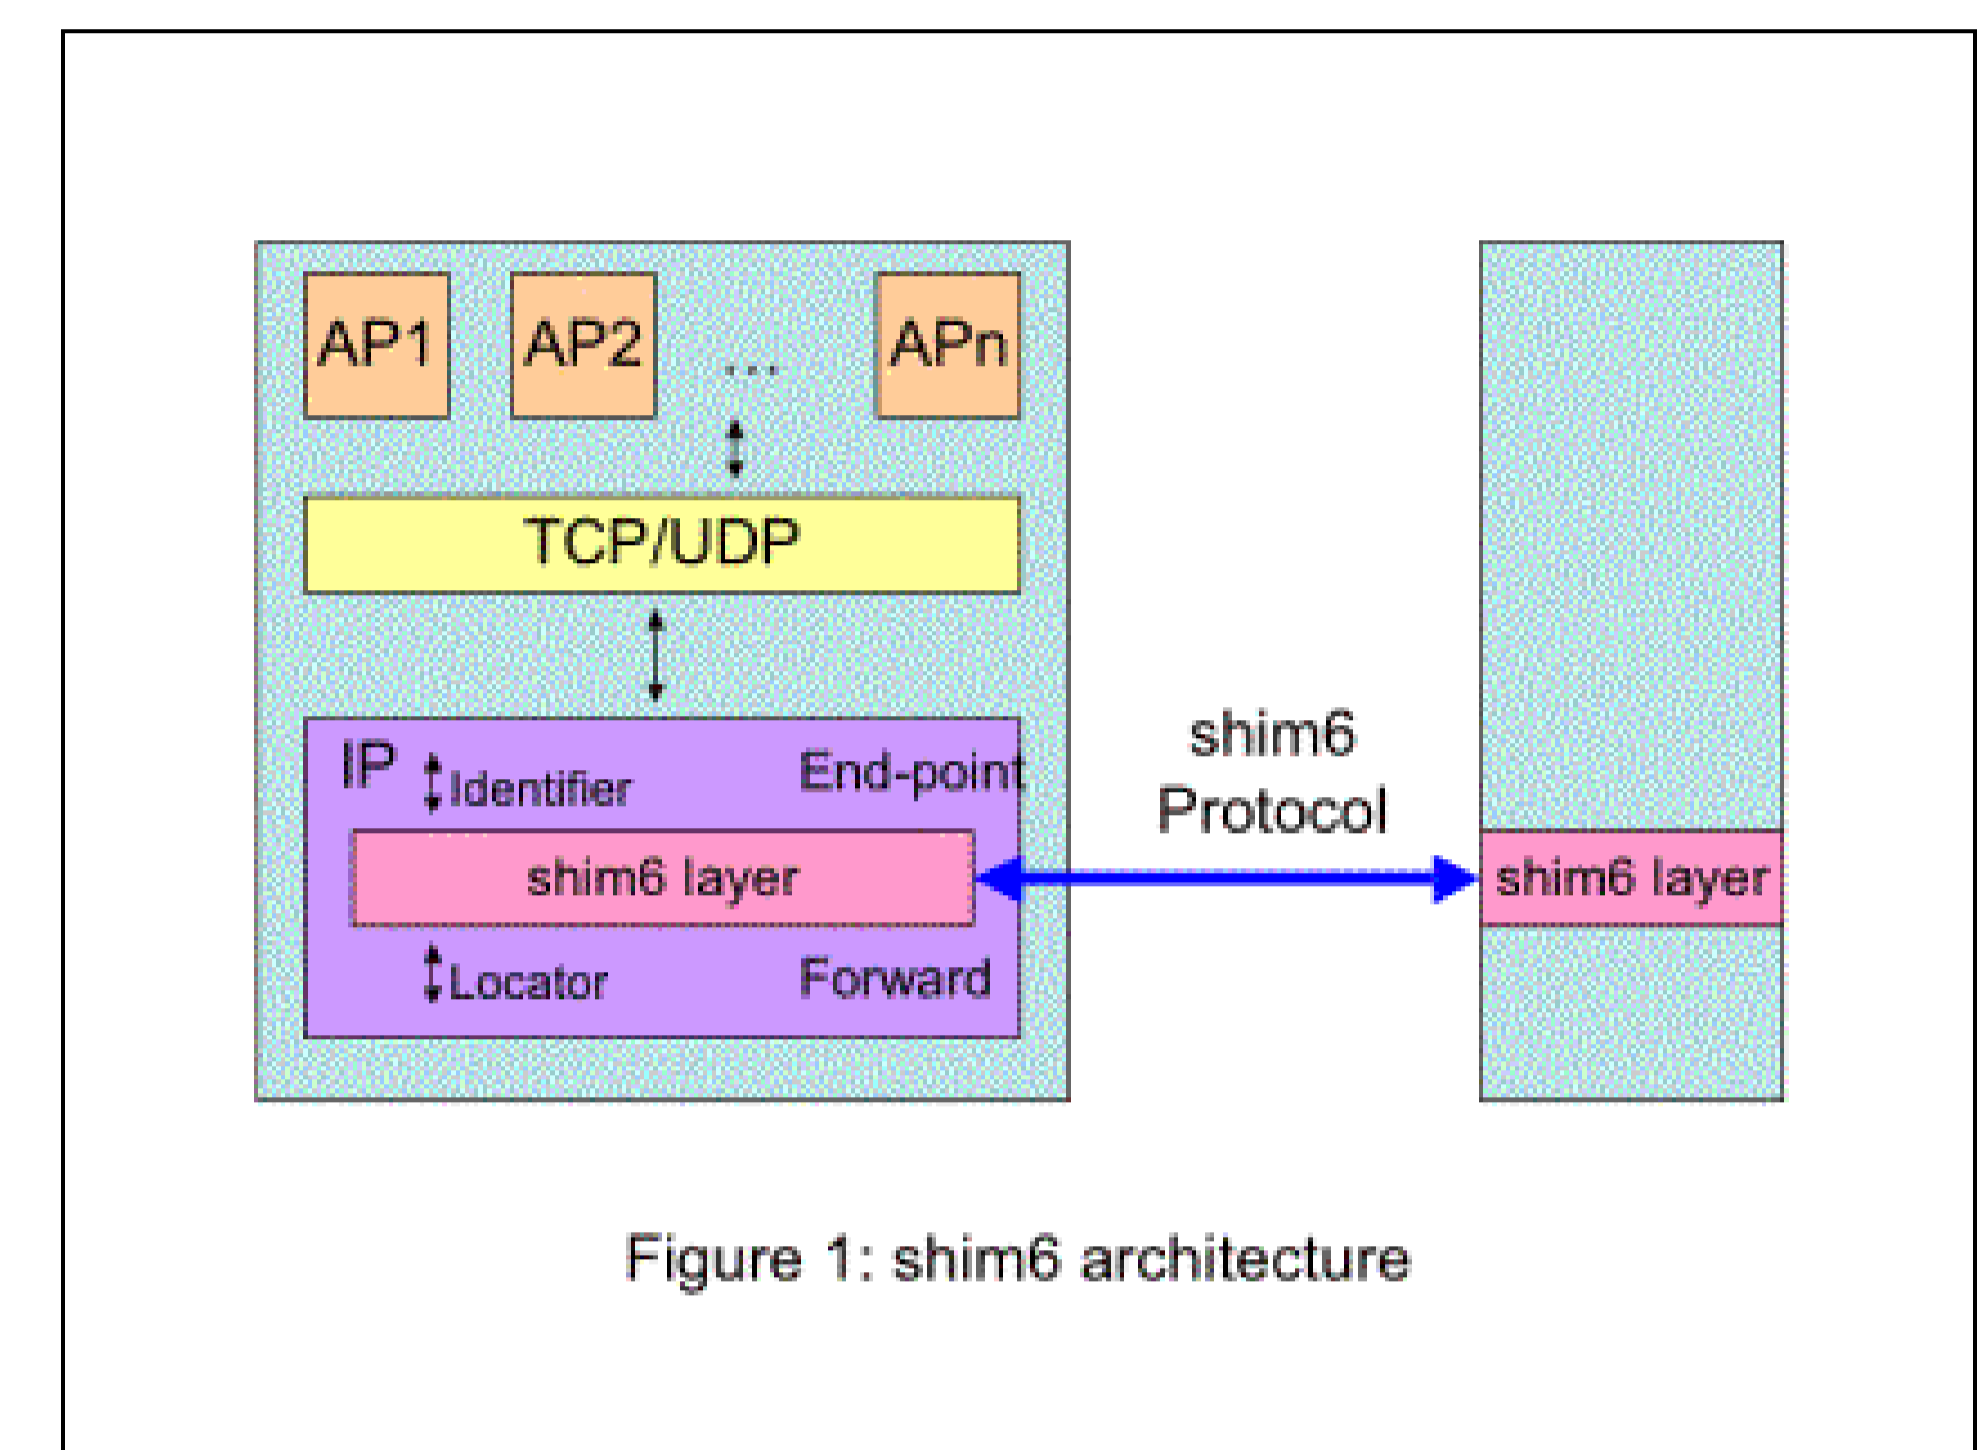 AP1 AP2 ... APn
TCP/UDP
IP
Identifier
End-point
shim6 layer
Locator
Forward
shim6
Protocol
shim6 layer
Figure 1: shim6 architecture